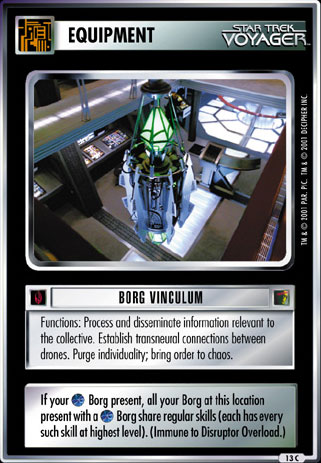 EQUIPMENT
STAR TREK
VOYAGER™
TM & © 2001 PAR. PIC. TM & © 2001 DECIPHER INC.
BORG VINCULUM
Functions: Process and disseminate information relevant to
the collective. Establish transneural connections between
drones. Purge individuality; bring order to chaos.
If your Borg present, all your Borg at this location
present with a Borg share regular skills (each has every
such skill at highest level). (Immune to Disruptor Overload.)
13 C